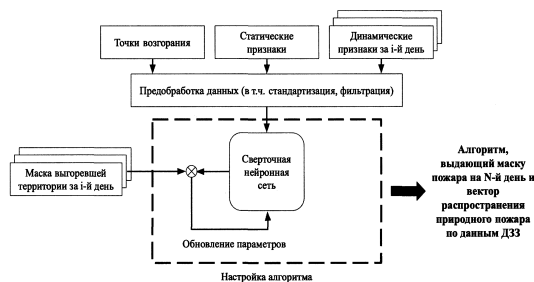 Точки возгорания
Статические
признаки
Динамические
признаки за i-й день
Предобработка данных (в т.ч. стандартизация, фильтрация)
Маска выгоревшей
территории за i-й день
Сверточная
нейронная
сеть
Обновление параметров
Настройка алгоритма
Алгоритм,
выдающий маску
пожара на N-й день и
вектор
распространения
природного пожара
по данным ДЗЗ